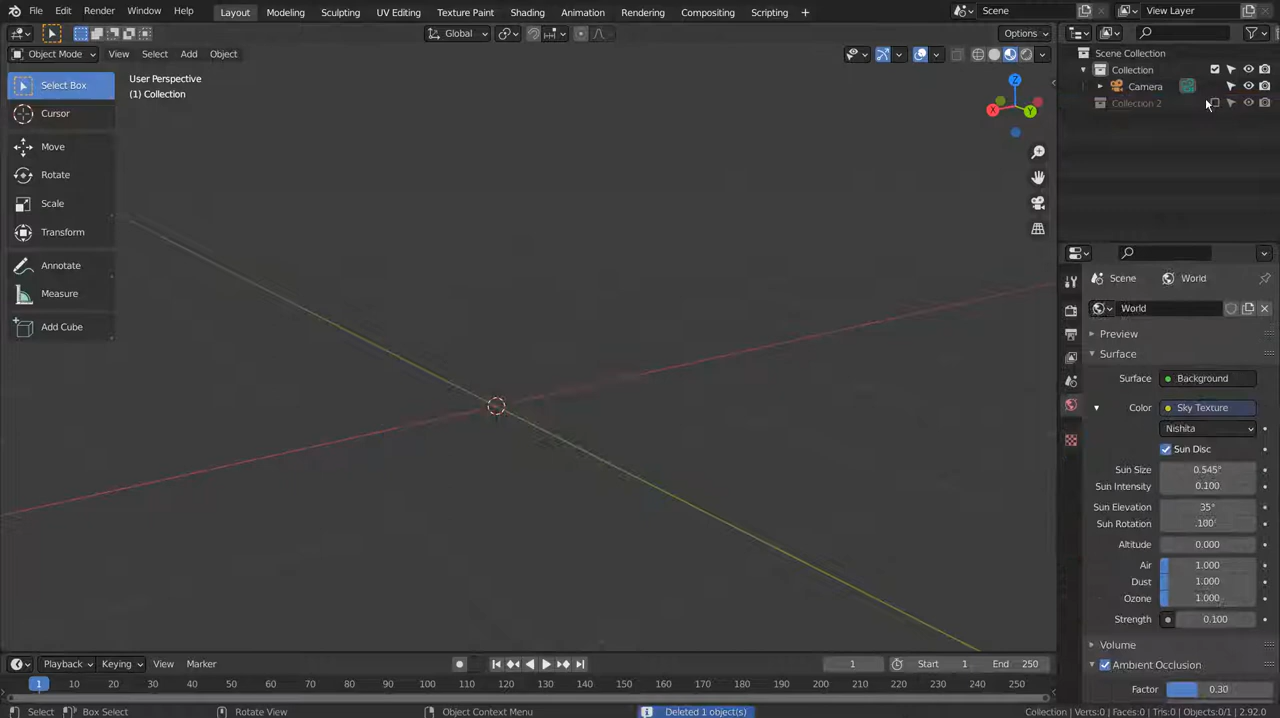 File Edit Render Window Help Layout Modeling Sculpting UV Editing Texture Paint Shading Animation Rendering Compositing Scripting + Scene View Layer
Global Options
Object Mode View Select Add Object
Scene Collection
Collection
Camera
Collection 2
Select Box
Cursor
Move
Rotate
Scale
Transform
Annotate
Measure
Add Cube
User Perspective
(1) Collection
Z
X
Y
Scene World
World
Preview
Surface
Surface Background
Color Sky Texture
Nishita
Sun Disc
Sun Size 0.545°
Sun Intensity 0.100
Sun Elevation 35°
Sun Rotation 100°
Altitude 0.000
Air 1.000
Dust 1.000
Ozone 1.000
Strength 0.100
Volume
Ambient Occlusion
Factor 0.30
Playback Keying View Marker 1 Start 1 End 250
1 10 20 30 40 50 60 70 80 90 100 110 120 130 140 150 160 170 180 190 200 210 220 230 240 250
Select Box Select Rotate View Object Context Menu Deleted 1 object(s) Collection | Verts:0 | Faces:0 | Tris:0 | Objects:0/1 | 2.92.0